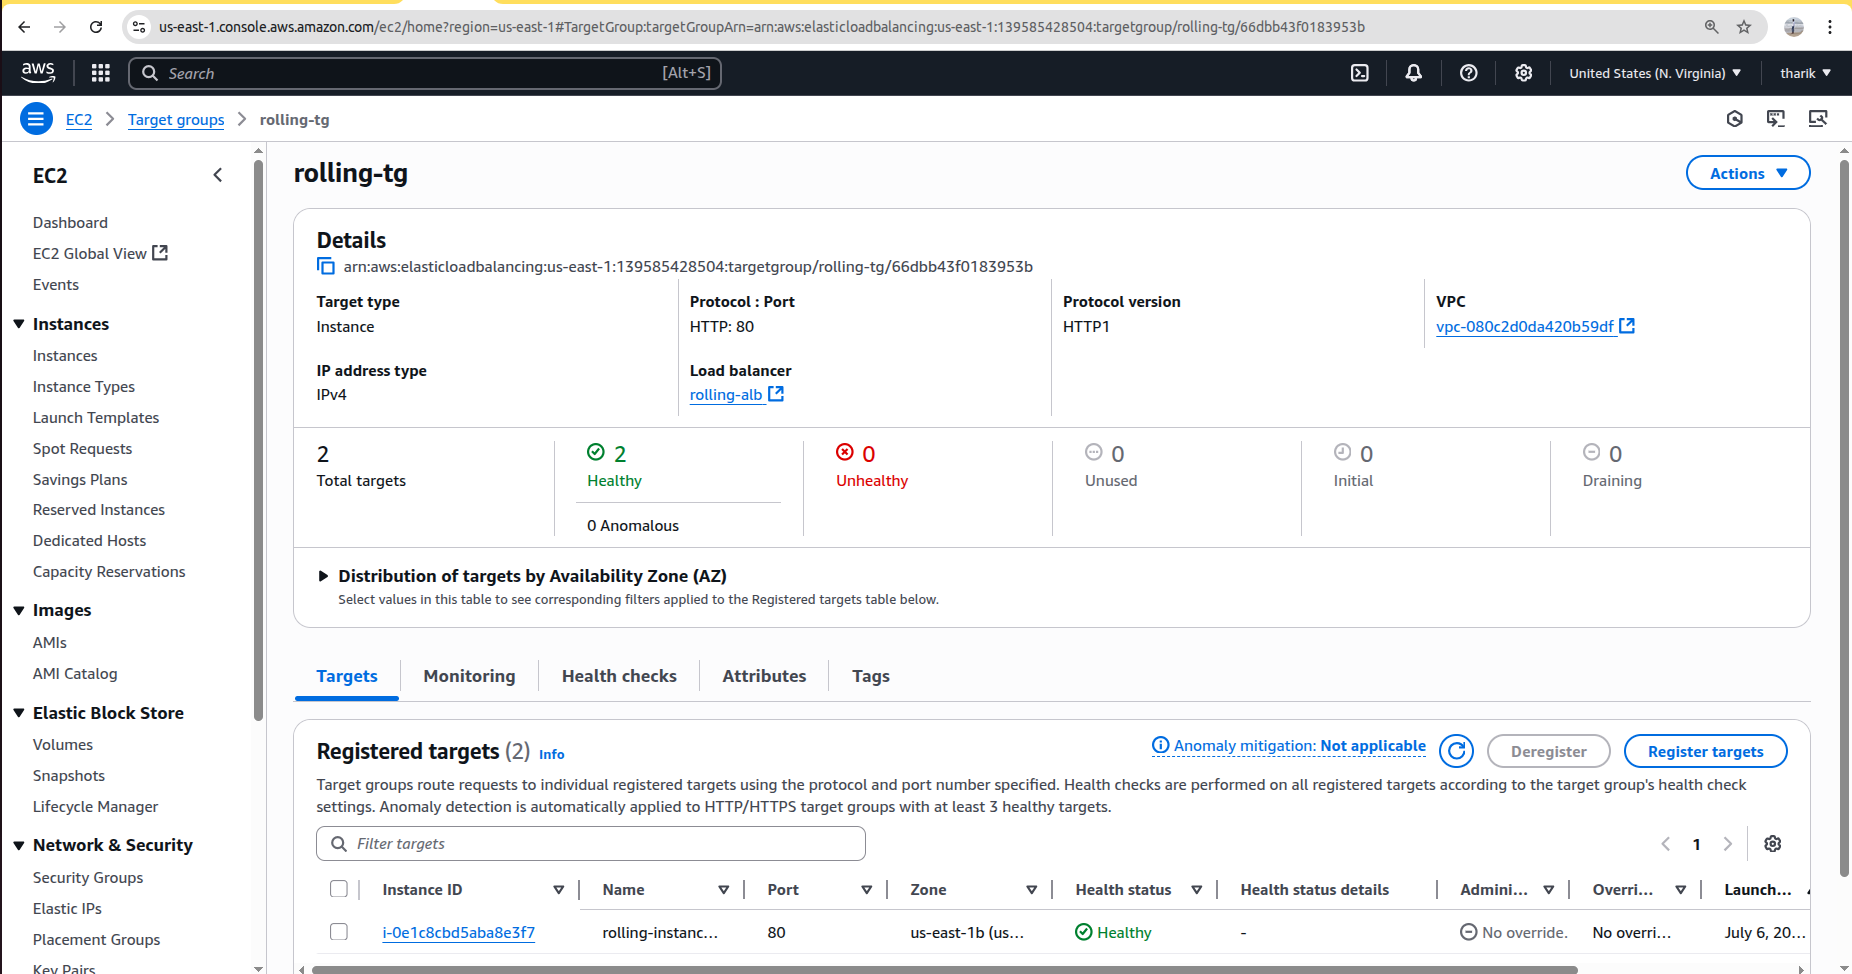 us-east-1.console.aws.amazon.com/ec2/home?region=us-east-1#TargetGroup:targetGroupArn=arn:aws:elasticloadbalancing:us-east-1:139585428504:targetgroup/rolling-tg/66dbb43f0183953b
aws
Search
[Alt+S]
United States (N. Virginia)
tharik
EC2
Target groups
rolling-tg
EC2
Dashboard
EC2 Global View
Events
Instances
Instances
Instance Types
Launch Templates
Spot Requests
Savings Plans
Reserved Instances
Dedicated Hosts
Capacity Reservations
Images
AMIs
AMI Catalog
Elastic Block Store
Volumes
Snapshots
Lifecycle Manager
Network & Security
Security Groups
Elastic IPs
Placement Groups
Key Pairs
rolling-tg
Actions
Details
arn:aws:elasticloadbalancing:us-east-1:139585428504:targetgroup/rolling-tg/66dbb43f0183953b
Target type
Instance
Protocol : Port
HTTP: 80
Protocol version
HTTP1
VPC
vpc-080c2d0da420b59df
IP address type
IPv4
Load balancer
rolling-alb
2
Total targets
2
Healthy
0 Anomalous
0
Unhealthy
0
Unused
0
Initial
0
Draining
Distribution of targets by Availability Zone (AZ)
Select values in this table to see corresponding filters applied to the Registered targets table below.
Targets
Monitoring
Health checks
Attributes
Tags
Registered targets (2) Info
Anomaly mitigation: Not applicable
Deregister
Register targets
Target groups route requests to individual registered targets using the protocol and port number specified. Health checks are performed on all registered targets according to the target group's health check
settings. Anomaly detection is automatically applied to HTTP/HTTPS target groups with at least 3 healthy targets.
Filter targets
1
Instance ID
Name
Port
Zone
Health status
Health status details
Admini...
Overri...
Launch...
i-0e1c8cbd5aba8e3f7
rolling-instanc...
80
us-east-1b (us...
Healthy
-
No override.
No overri...
July 6, 20...